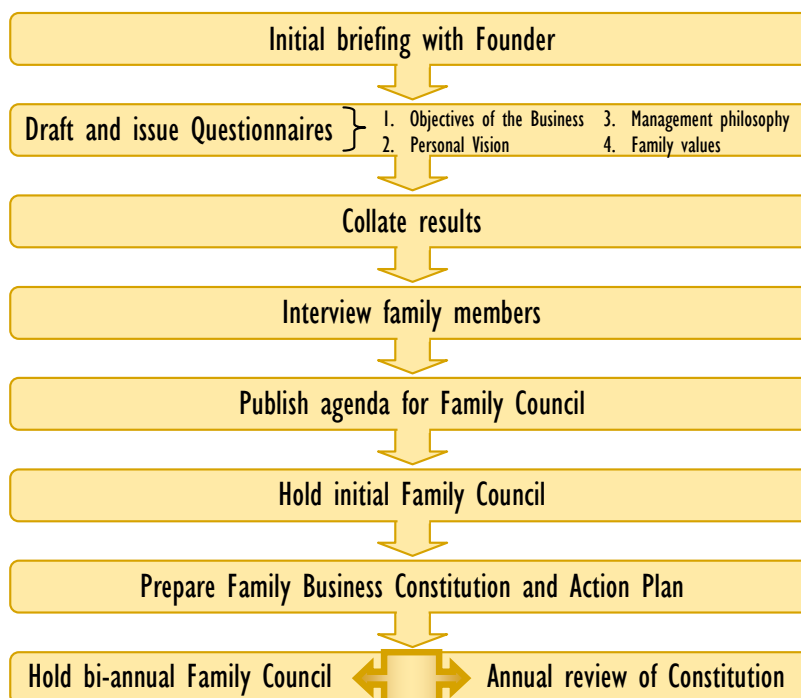 Initial briefing with Founder
Draft and issue Questionnaires
1. Objectives of the Business
2. Personal Vision
3. Management philosophy
4. Family values
Collate results
Interview family members
Publish agenda for Family Council
Hold initial Family Council
Prepare Family Business Constitution and Action Plan
Hold bi-annual Family Council
Annual review of Constitution